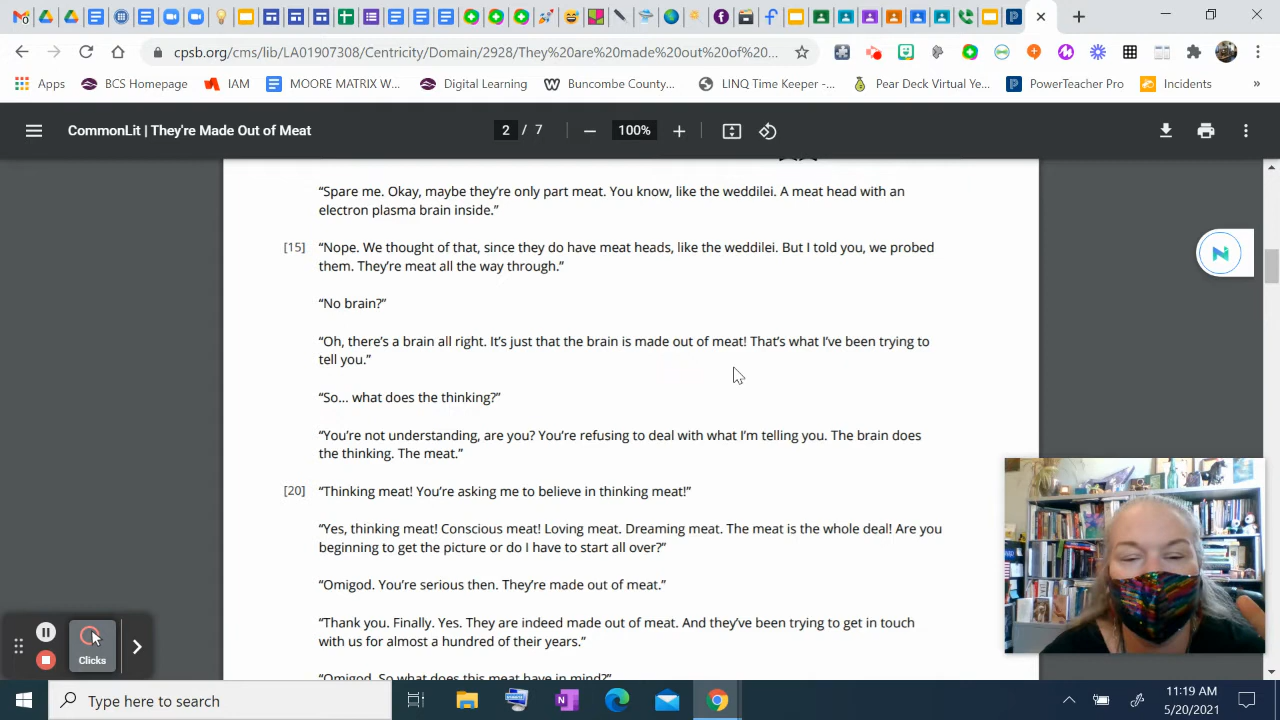 cpsb.org/cms/lib/LA01907308/Centricity/Domain/2928/They%20are%20made%20out%20of%20...
Apps BCS Homepage IAM MOORE MATRIX W... Digital Learning Buncombe County... LINQ Time Keeper -... Pear Deck Virtual Ye... PowerTeacher Pro Incidents »
CommonLit | They're Made Out of Meat 2 / 7 100%
“Spare me. Okay, maybe they’re only part meat. You know, like the weddilei. A meat head with an
electron plasma brain inside.”
[15] “Nope. We thought of that, since they do have meat heads, like the weddilei. But I told you, we probed
them. They’re meat all the way through.”
“No brain?”
“Oh, there’s a brain all right. It’s just that the brain is made out of meat! That’s what I’ve been trying to
tell you.”
“So... what does the thinking?”
“You’re not understanding, are you? You’re refusing to deal with what I’m telling you. The brain does
the thinking. The meat.”
[20] “Thinking meat! You’re asking me to believe in thinking meat!”
“Yes, thinking meat! Conscious meat! Loving meat. Dreaming meat. The meat is the whole deal! Are you
beginning to get the picture or do I have to start all over?”
“Omigod. You’re serious then. They’re made out of meat.”
“Thank you. Finally. Yes. They are indeed made out of meat. And they’ve been trying to get in touch
with us for almost a hundred of their years.”
“Omigod. So what does this meat have in mind?”
Clicks
Type here to search
11:19 AM
5/20/2021